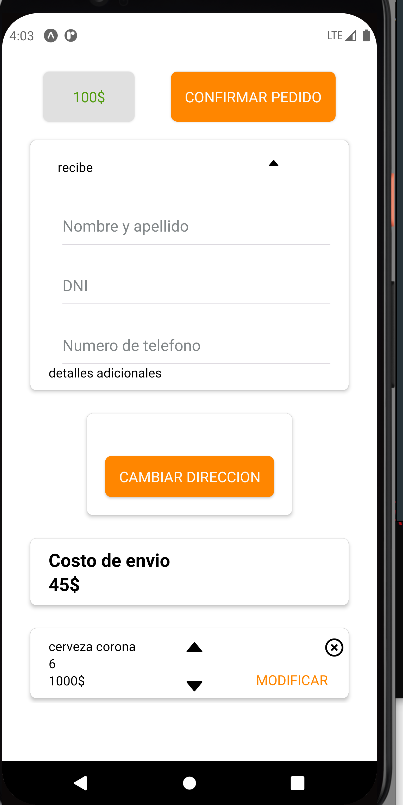 4:03
LTE
100$
CONFIRMAR PEDIDO
recibe
Nombre y apellido
DNI
Numero de telefono
detalles adicionales
CAMBIAR DIRECCION
Costo de envio
45$
cerveza corona
6
1000$
MODIFICAR